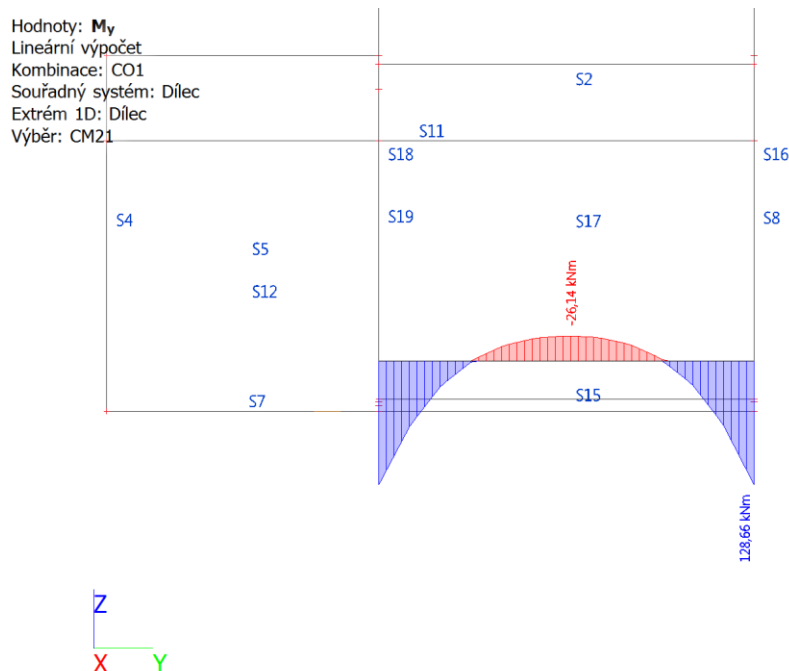 Hodnoty: My
Lineární výpočet
Kombinace: CO1
Souřadný systém: Dílec
Extrém 1D: Dílec
Výběr: CM21
S2
S11
S18
S16
S4
S19
S17
S8
S5
S12
-26,14 kNm
S7
S15
128,66 kNm
Z
X
Y